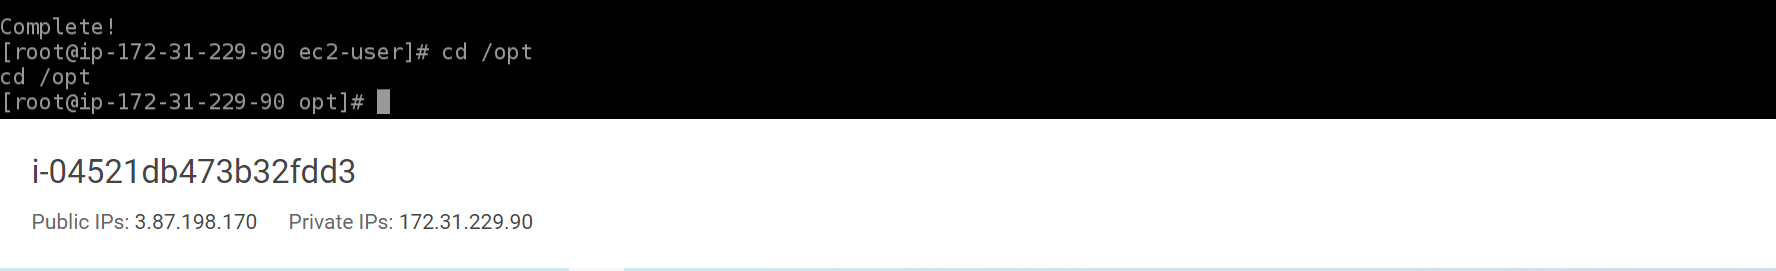 Complete!
[root@ip-172-31-229-90 ec2-user]# cd /opt
cd /opt
[root@ip-172-31-229-90 opt]#
i-04521db473b32fdd3
Public IPs: 3.87.198.170 Private IPs: 172.31.229.90